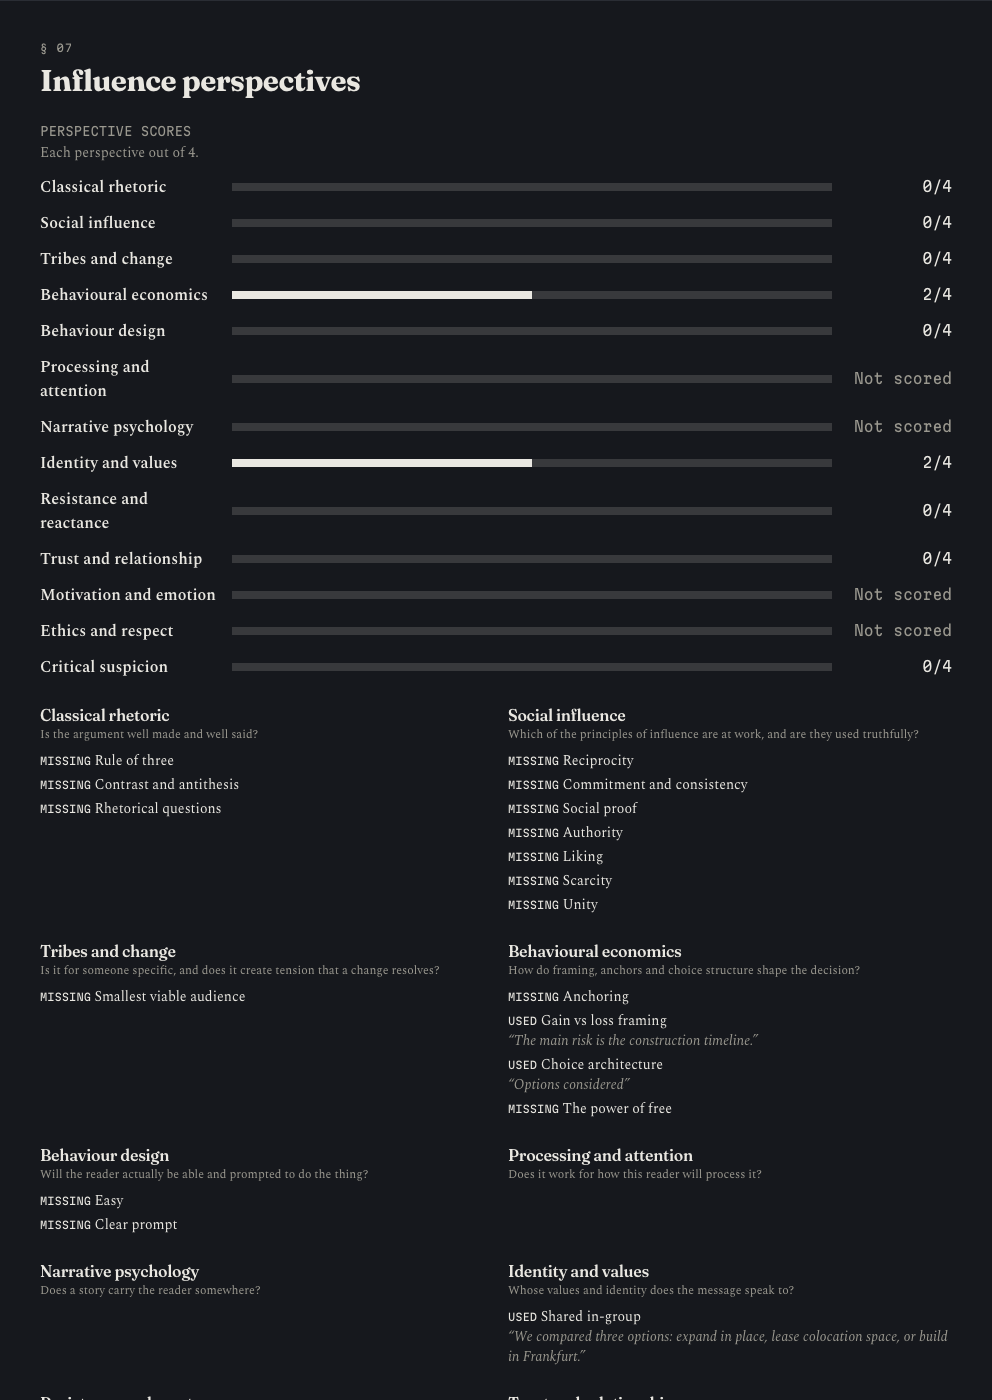 § 07
Influence perspectives
PERSPECTIVE SCORES
Each perspective out of 4.
Classical rhetoric 0/4
Social influence 0/4
Tribes and change 0/4
Behavioural economics 2/4
Behaviour design 0/4
Processing and
attention
Not scored
Narrative psychology Not scored
Identity and values 2/4
Resistance and
reactance
0/4
Trust and relationship 0/4
Motivation and emotion Not scored
Ethics and respect Not scored
Critical suspicion 0/4
Classical rhetoric
Is the argument well made and well said?
MISSING Rule of three
MISSING Contrast and antithesis
MISSING Rhetorical questions
Social influence
Which of the principles of influence are at work, and are they used truthfully?
MISSING Reciprocity
MISSING Commitment and consistency
MISSING Social proof
MISSING Authority
MISSING Liking
MISSING Scarcity
MISSING Unity
Tribes and change
Is it for someone specific, and does it create tension that a change resolves?
MISSING Smallest viable audience
Behavioural economics
How do framing, anchors and choice structure shape the decision?
MISSING Anchoring
USED Gain vs loss framing
“The main risk is the construction timeline.”
USED Choice architecture
“Options considered”
MISSING The power of free
Behaviour design
Will the reader actually be able and prompted to do the thing?
MISSING Easy
MISSING Clear prompt
Processing and attention
Does it work for how this reader will process it?
Narrative psychology
Does a story carry the reader somewhere?
Identity and values
Whose values and identity does the message speak to?
USED Shared in-group
“We compared three options: expand in place, lease colocation space, or build
in Frankfurt.”